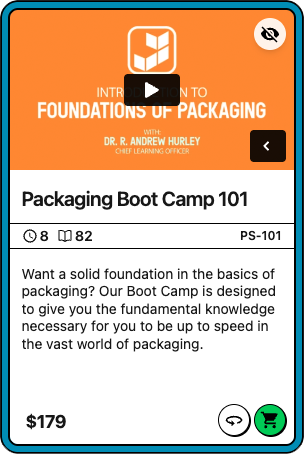 INTRODUCTION TO
FOUNDATIONS OF PACKAGING
WITH:
DR. R. ANDREW HURLEY
CHIEF LEARNING OFFICER
Packaging Boot Camp 101
8 82 PS-101
Want a solid foundation in the basics of
packaging? Our Boot Camp is designed
to give you the fundamental knowledge
necessary for you to be up to speed in
the vast world of packaging.
$179